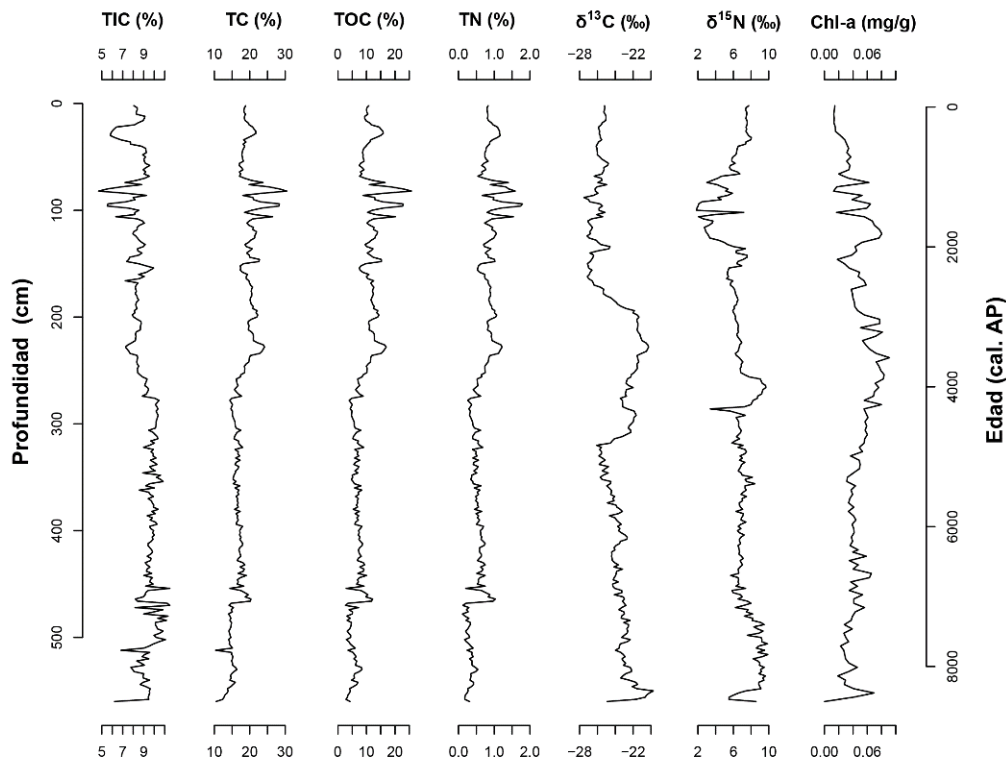 TIC (%) TC (%) TOC (%) TN (%) δ¹³C (‰) δ¹⁵N (‰) Chl-a (mg/g)
5 7 9 10 20 30 0 10 20 0.0 1.0 2.0 −28 −22 2 6 10 0.00 0.06
Profundidad (cm)
0
100
200
300
400
500
Edad (cal. AP)
0
2000
4000
6000
8000
5 7 9 10 20 30 0 10 20 0.0 1.0 2.0 −28 −22 2 6 10 0.00 0.06